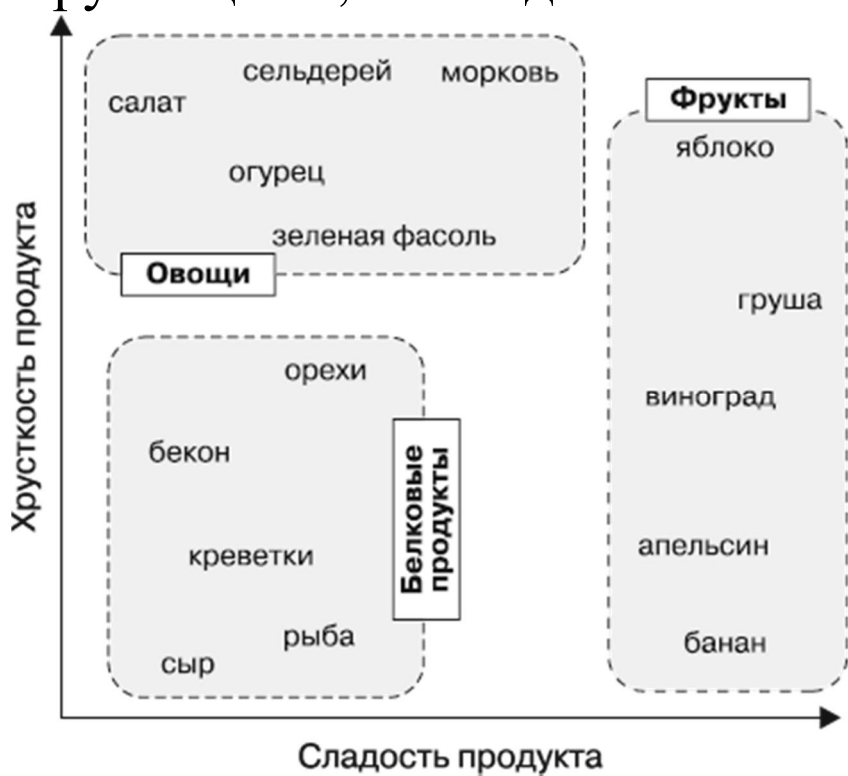 сельдерей
морковь
салат
Фрукты
яблоко
огурец
зеленая фасоль
Овощи
груша
орехи
виноград
бекон
Белковые
продукты
апельсин
креветки
рыба
банан
сыр
Хрусткость продукта
Сладость продукта